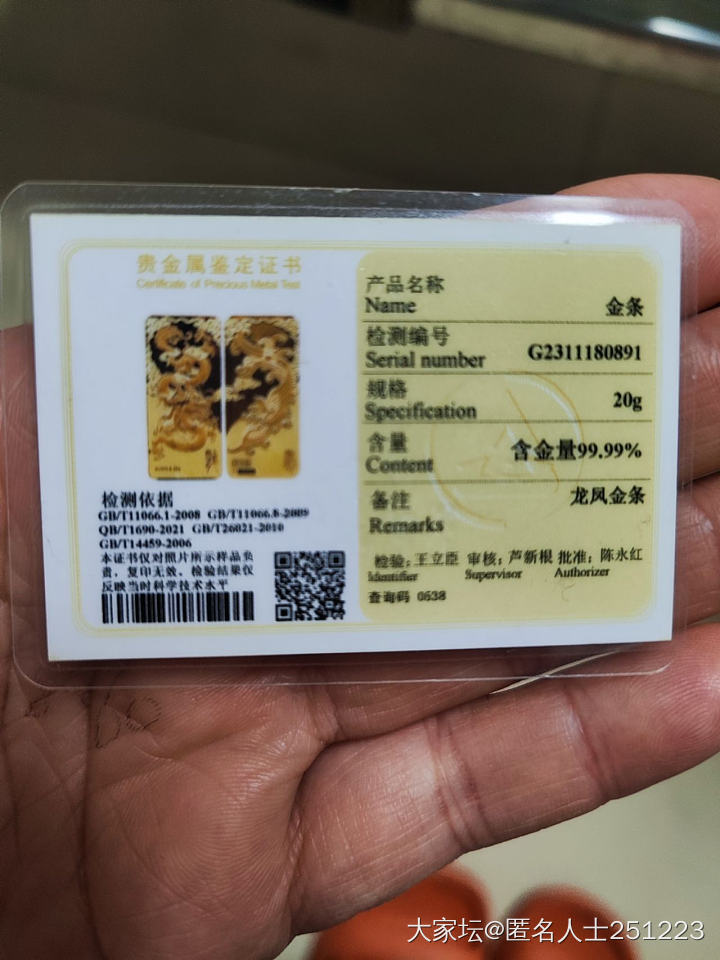 贵金属鉴定证书
Certificate of Precious Metal Test
检测依据
GB/T11066.1-2008 GB/T11066.8-2009
QB/T1690-2021 GB/T26021-2010
GB/T14459-2006
本证书仅对照片所示样品负
责，复印无效。检验结果仅
反映当时科学技术水平
产品名称
Name
金条
检测编号
Serial number
G2311180891
规格
Specification
20g
含量
Content
含金量99.99%
备注
Remarks
龙凤金条
检验：王立臣 审核：芦新根 批准：陈永红
Identifier Supervisor Authorizer
查询码 0538
大家坛@匿名人士251223